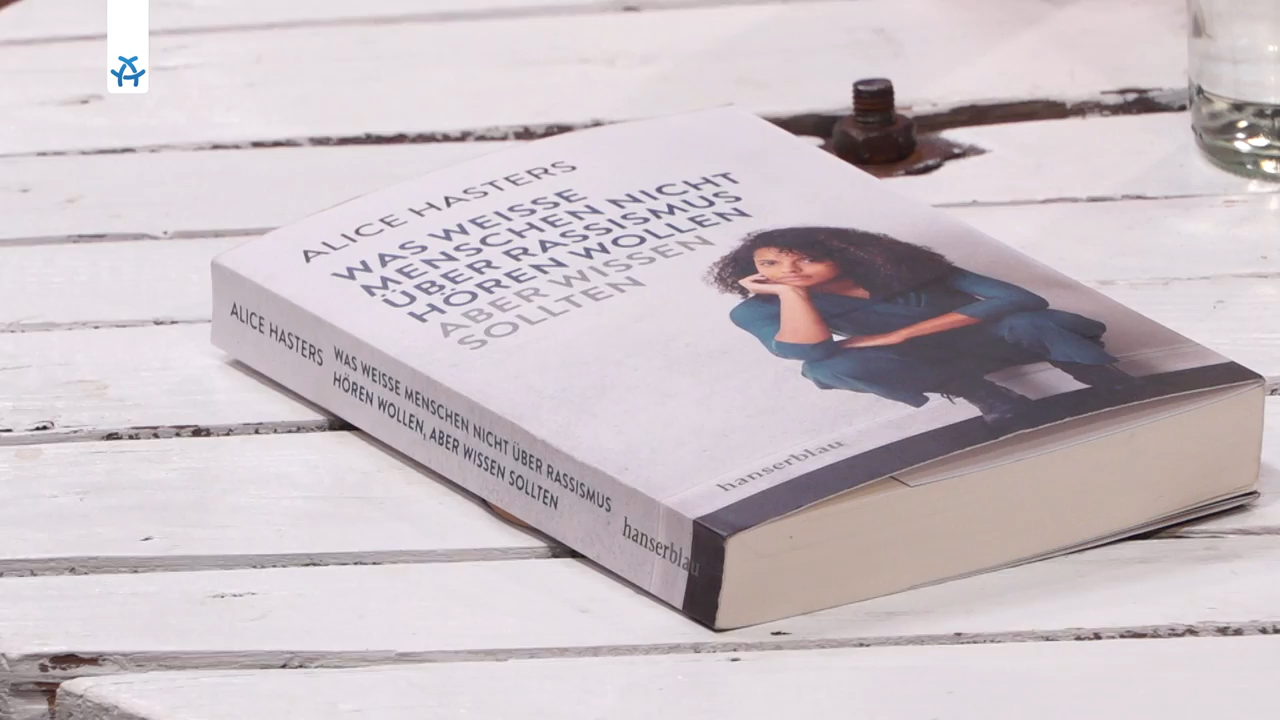 ALICE HASTERS
WAS WEISSE
MENSCHEN NICHT
ÜBER RASSISMUS
HÖREN WOLLEN
ABER WISSEN
SOLLTEN
hanserblau
ALICE HASTERS
WAS WEISSE MENSCHEN NICHT ÜBER RASSISMUS
HÖREN WOLLEN, ABER WISSEN SOLLTEN
hanserblau